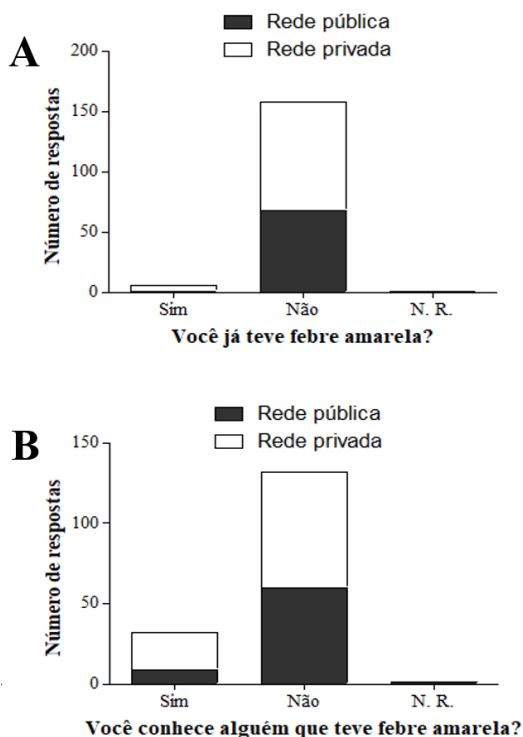 A
Rede pública
Rede privada
Número de respostas
200
150
100
50
0
Sim Não N. R.
Você já teve febre amarela?
B
Rede pública
Rede privada
Número de respostas
150
100
50
0
Sim Não N. R.
Você conhece alguém que teve febre amarela?